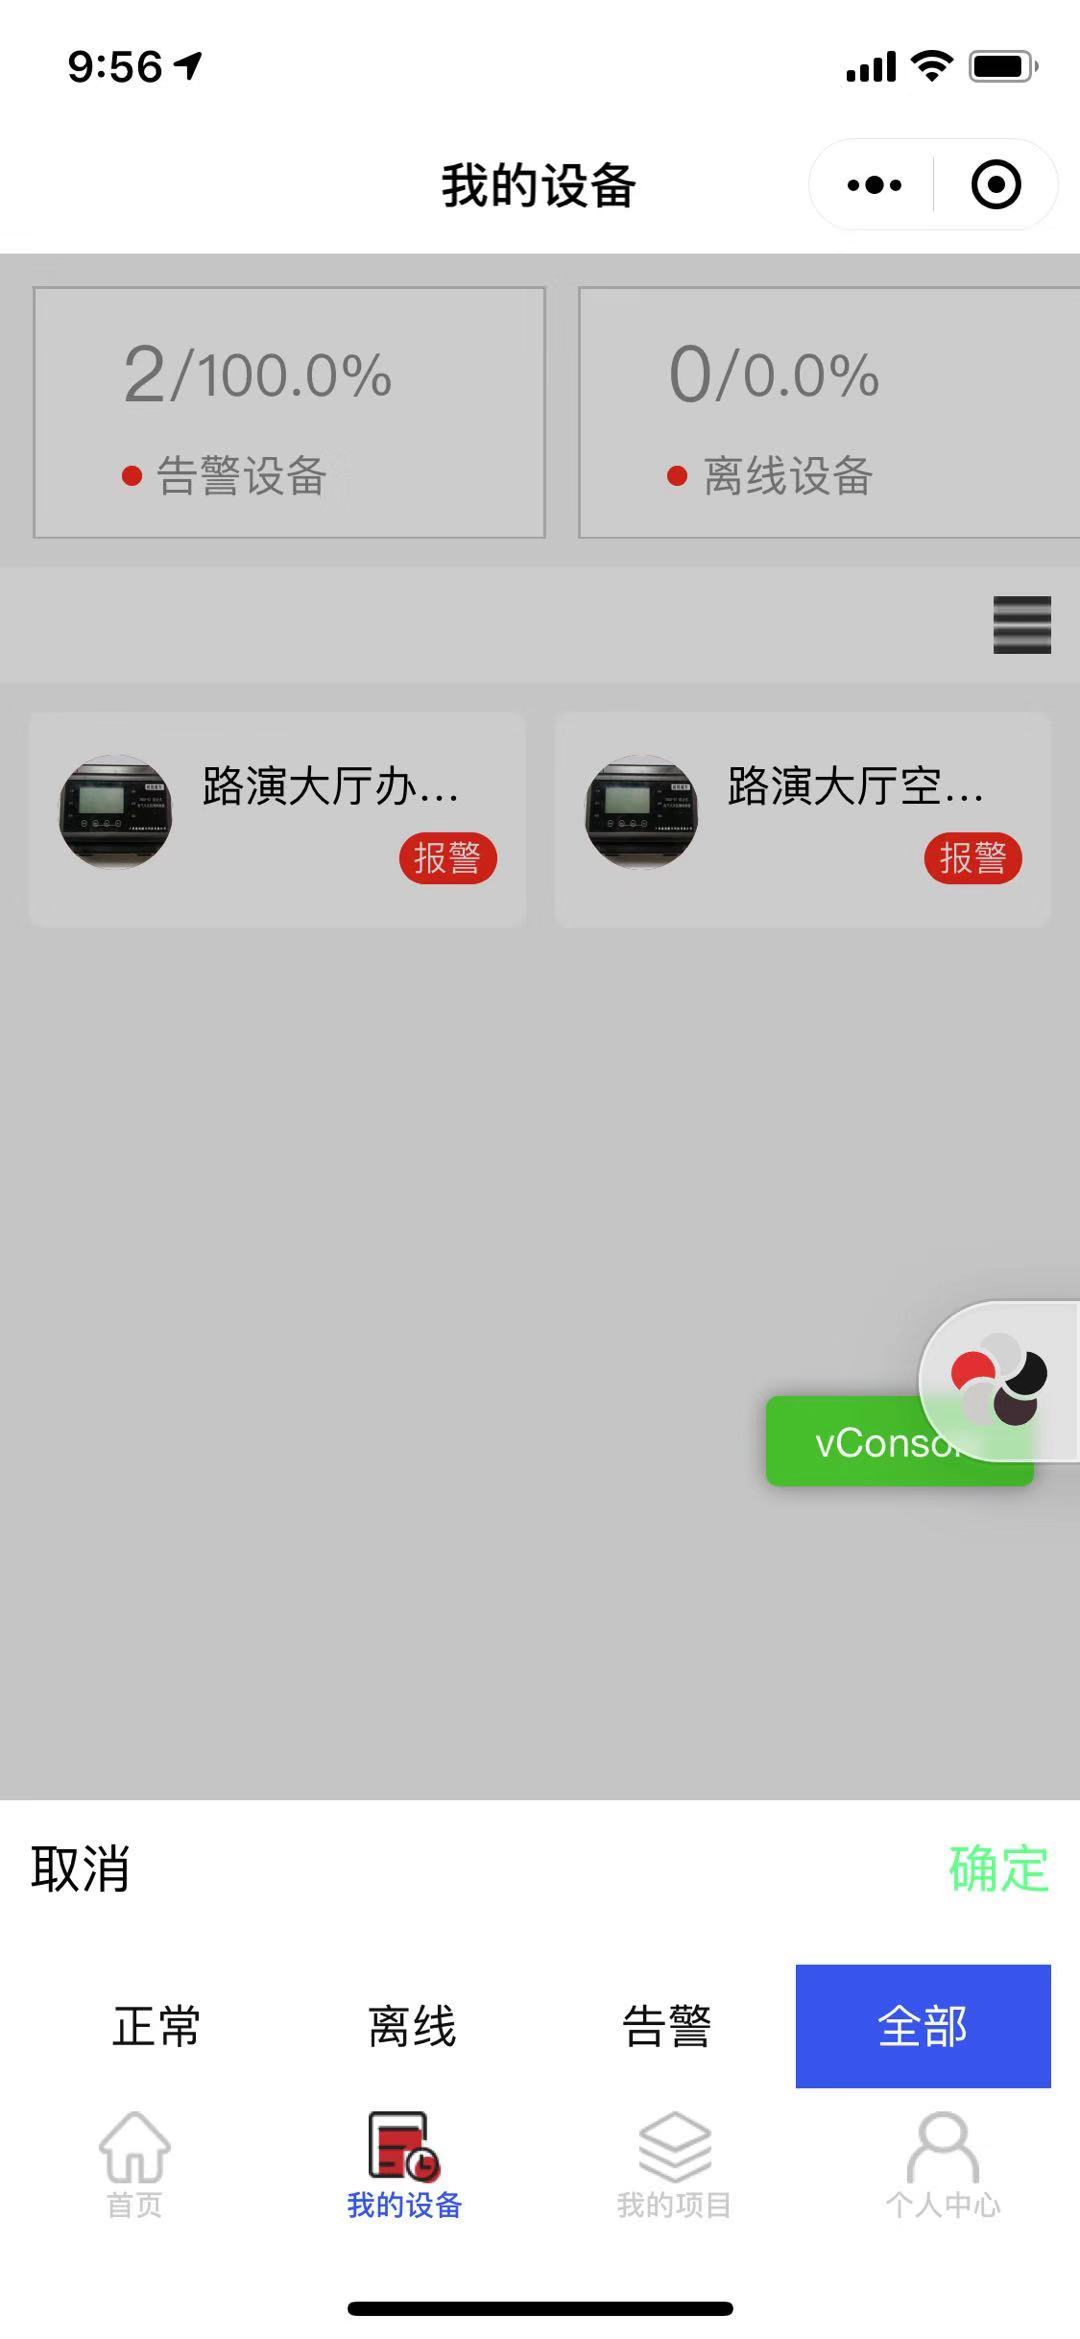 9:56
我的设备
2/100.0%
告警设备
0/0.0%
离线设备
路演大厅办...
报警
路演大厅空...
报警
vConso
取消
确定
正常
离线
告警
全部
首页
我的设备
我的项目
个人中心